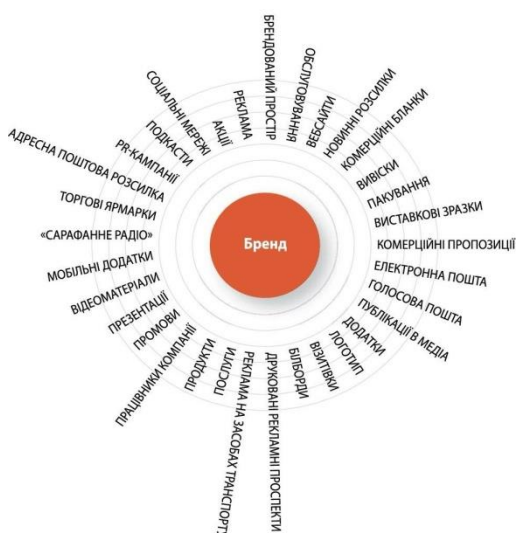 Бренд
БРЕНДОВАНИЙ ПРОСТІР
ОБСЛУГОВУВАННЯ
ВЕБСАЙТИ
НОВИННІ РОЗСИЛКИ
КОМЕРЦІЙНІ БЛАНКИ
ВИВІСКИ
ПАКУВАННЯ
ВИСТАВКОВІ ЗРАЗКИ
КОМЕРЦІЙНІ ПРОПОЗИЦІЇ
ЕЛЕКТРОННА ПОШТА
ГОЛОСОВА ПОШТА
ПУБЛІКАЦІЇ В МЕДІА
ДОДАТКИ
ЛОГОТИП
ВІЗИТІВКИ
БІЛБОРДИ
ДРУКОВАНІ РЕКЛАМНІ ПРОСПЕКТИ
РЕКЛАМА НА ЗАСОБАХ ТРАНСПОРТ
ПОСЛУГИ
ПРОДУКТИ
ПРАЦІВНИКИ КОМПАНІЇ
ПРОМОВИ
ПРЕЗЕНТАЦІЇ
ВІДЕОМАТЕРІАЛИ
МОБІЛЬНІ ДОДАТКИ
«САРАФАННЕ РАДІО»
ТОРГОВІ ЯРМАРКИ
АДРЕСНА ПОШТОВА РОЗСИЛКА
PR-КАМПАНІЇ
ПОДКАСТИ
СОЦІАЛЬНІ МЕРЕЖІ
АКЦІЇ
РЕКЛАМА